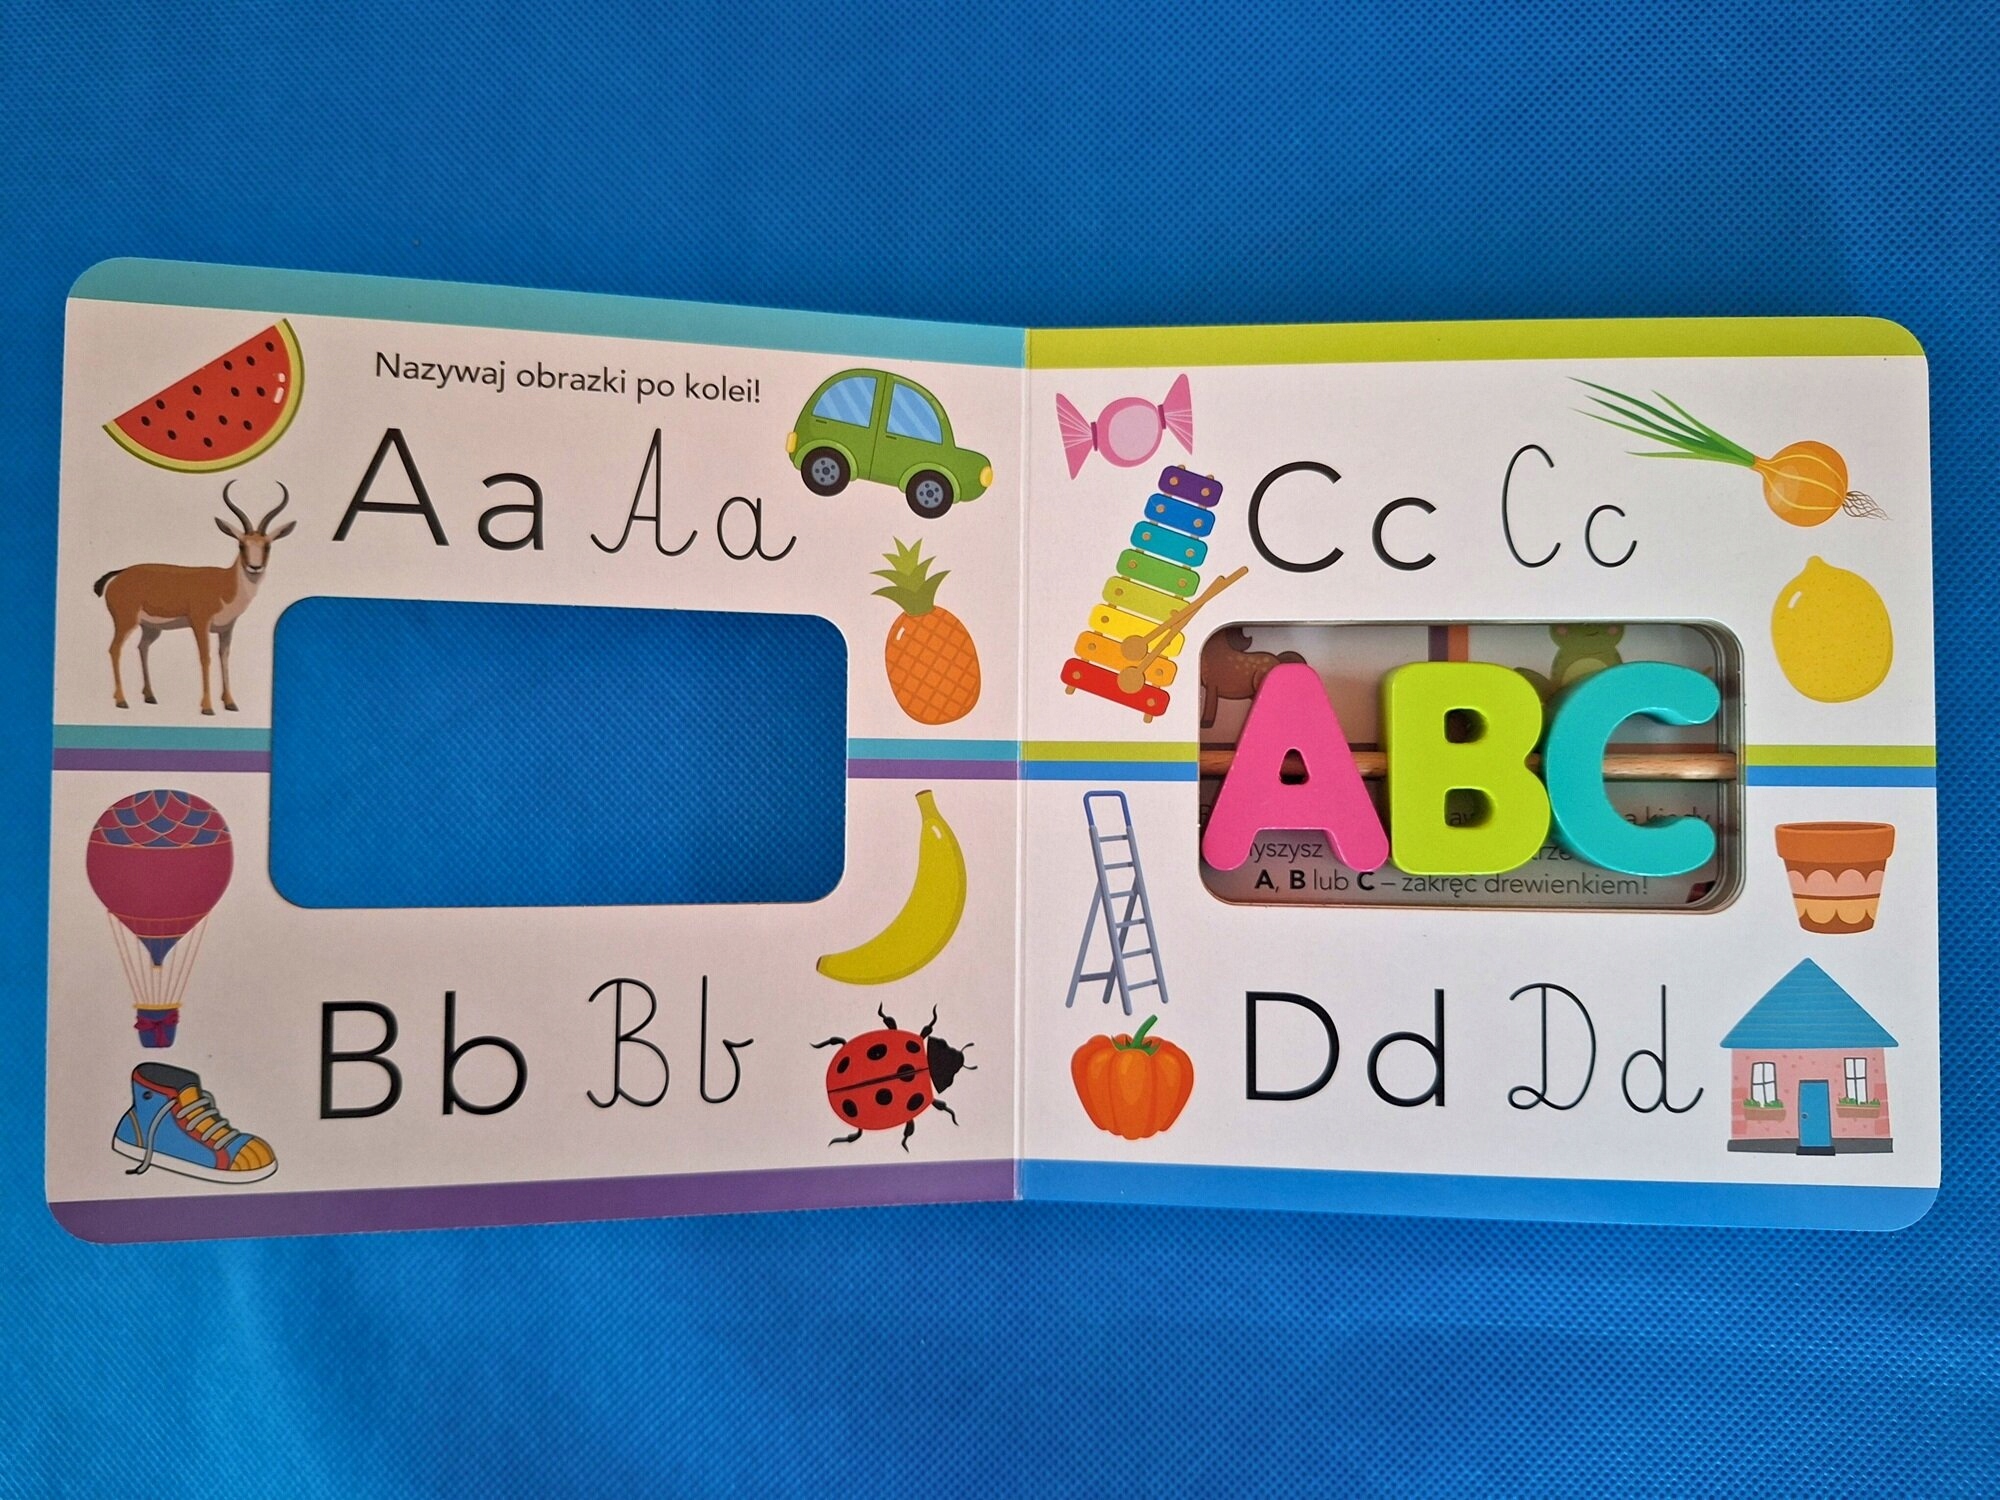 Nazywaj obrazki po kolei!
Aa Aa
Bb Bb
Cc Cc
ABC
A, B lub C – zakręć drewienkiem!
Dd Dd